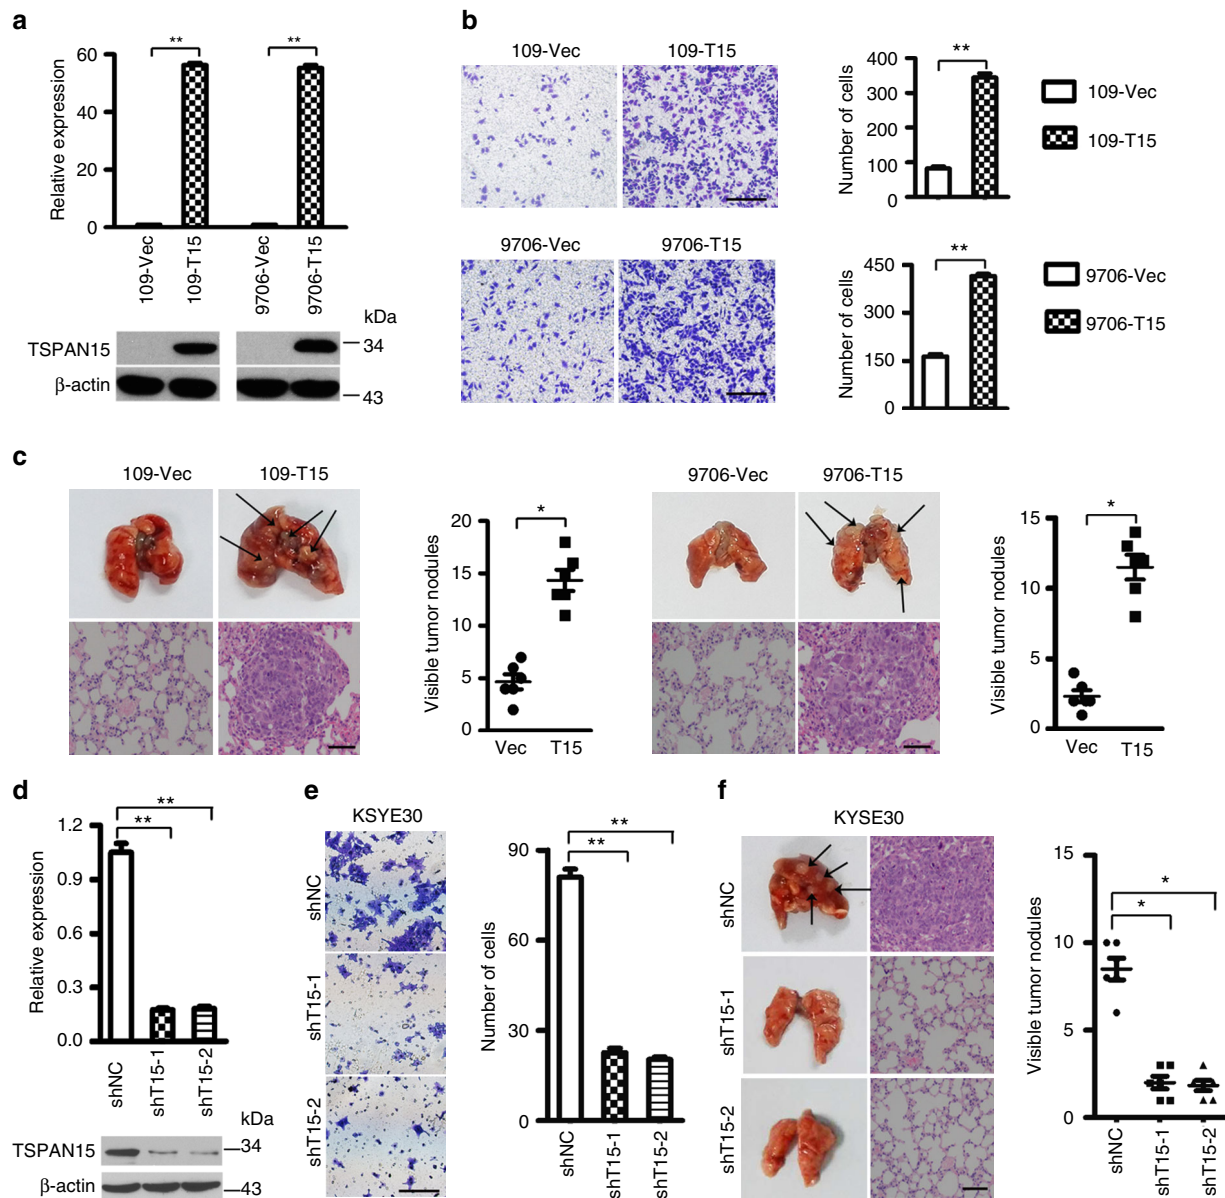 a
**
**
60
40
20
0
Relative expression
109-Vec
109-T15
9706-Vec
9706-T15
kDa
TSPAN15
34
β-actin
43
b
109-Vec
109-T15
**
400
300
200
100
0
Number of cells
109-Vec
109-T15
9706-Vec
9706-T15
**
450
300
150
0
Number of cells
9706-Vec
9706-T15
c
109-Vec
109-T15
*
20
15
10
5
0
Visible tumor nodules
Vec
T15
9706-Vec
9706-T15
*
15
10
5
0
Visible tumor nodules
Vec
T15
d
**
**
1.2
0.9
0.6
0.3
0.0
Relative expression
shNC
shT15-1
shT15-2
kDa
TSPAN15
34
β-actin
43
e
KSYE30
shNC
shT15-1
shT15-2
**
**
90
60
30
0
Number of cells
shNC
shT15-1
shT15-2
f
KYSE30
shNC
shT15-1
shT15-2
*
*
15
10
5
0
Visible tumor nodules
shNC
shT15-1
shT15-2